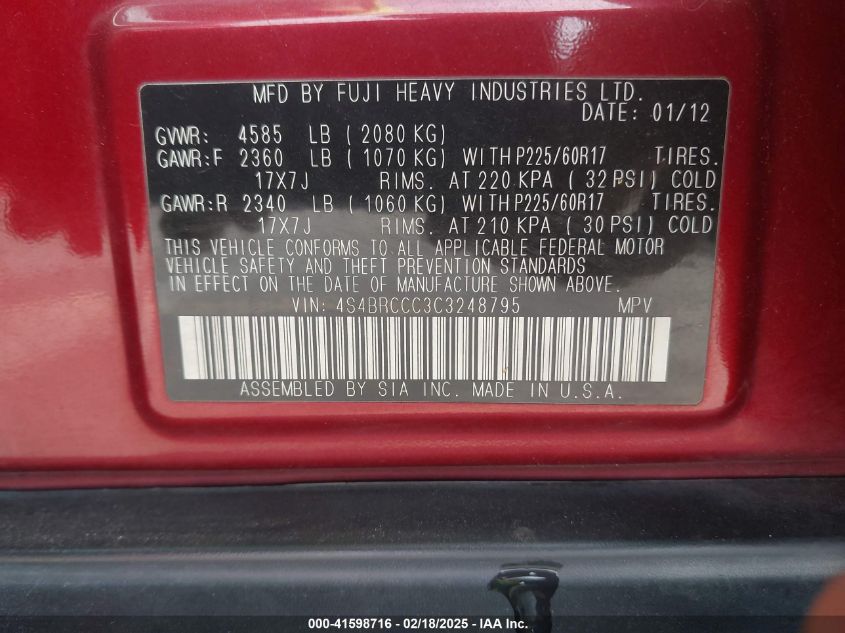 MFD BY FUJI HEAVY INDUSTRIES LTD.
DATE: 01/12
GVWR: 4585 LB ( 2080 KG)
GAWR:F 2360 LB ( 1070 KG) WITH P225/60R17 TIRES.
17X7J RIMS. AT 220 KPA ( 32 PSI) COLD
GAWR:R 2340 LB ( 1060 KG) WITH P225/60R17 TIRES.
17X7J RIMS. AT 210 KPA ( 30 PSI) COLD
THIS VEHICLE CONFORMS TO ALL APPLICABLE FEDERAL MOTOR
VEHICLE SAFETY AND THEFT PREVENTION STANDARDS
IN EFFECT ON THE DATE OF MANUFACTURE SHOWN ABOVE.
VIN: 4S4BRCCC3C3248795 MPV
ASSEMBLED BY SIA INC. MADE IN U.S.A.
000-41598716 - 02/18/2025 - IAA Inc.